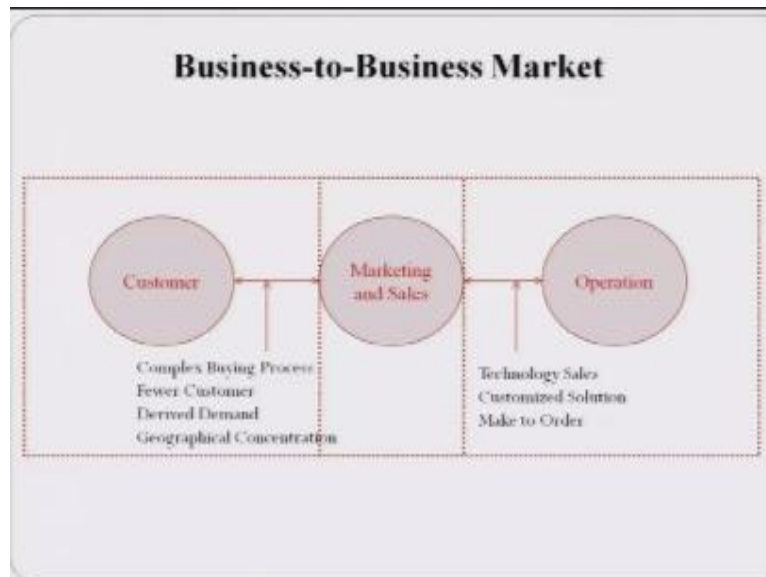 Business-to-Business Market
Customer
Marketing
and Sales
Operation
Complex Buying Process
Fewer Customer
Derived Demand
Geographical Concentration
Technology Sales
Customized Solution
Make to Order